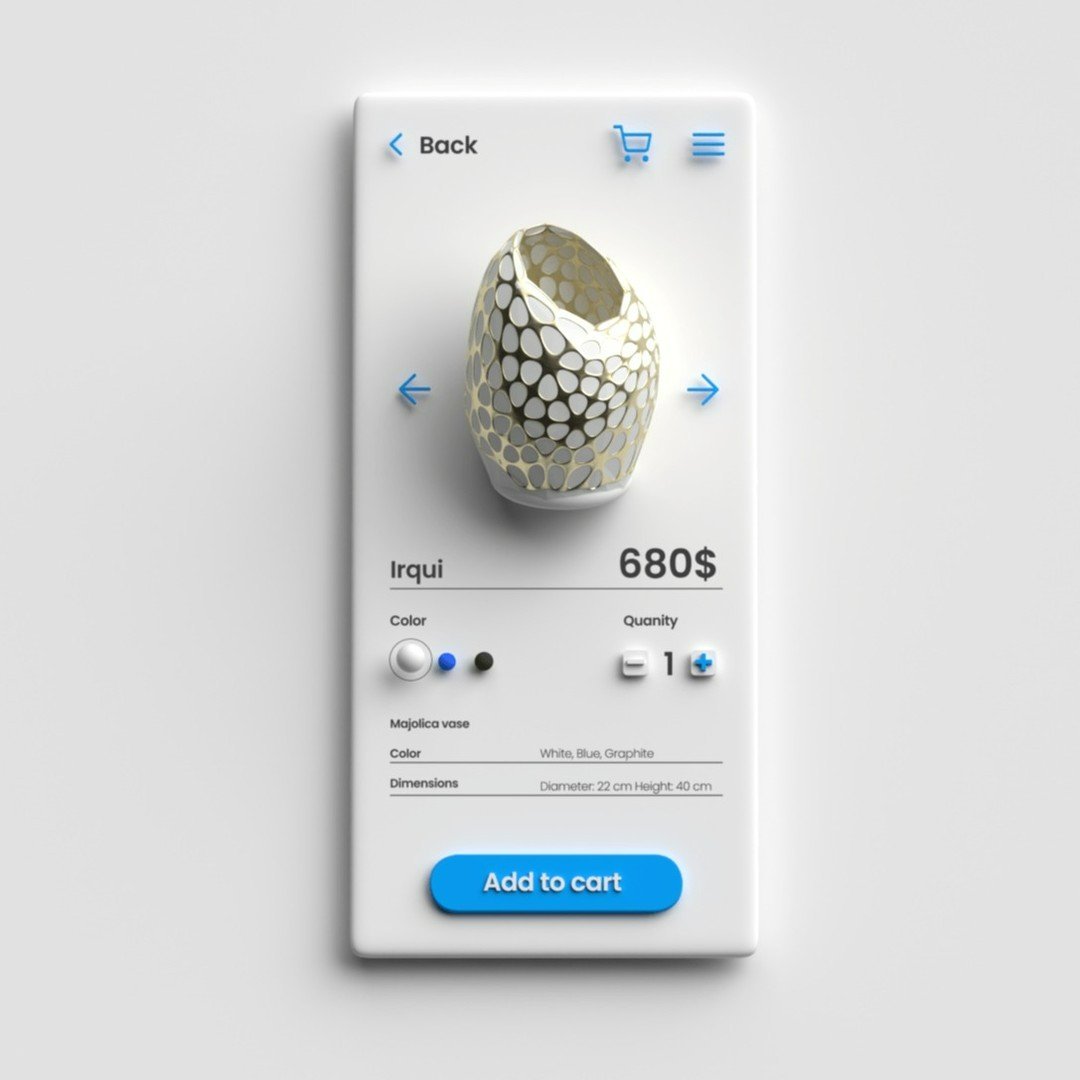 Back
Irqui 680$
Color Quanity
1
Majolica vase
Color White, Blue, Graphite
Dimensions Diameter: 22 cm Height: 40 cm
Add to cart